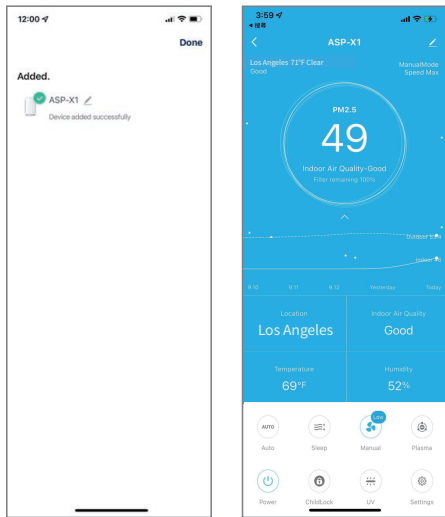 12:00
Done
Added.
ASP-X1
Device added successfully
3:59
◂ 搜尋
ASP-X1
Los Angeles 71°F Clear
Good
ManualMode
Speed Max
PM2.5
49
Indoor Air Quality-Good
Filter remaining 100%
Outdoor
Indoor
9.10 9.11 9.12 Yesterday Today
Location
Los Angeles
Indoor Air Quality
Good
Temperature
69°F
Humidity
52%
AUTO
Low
Auto Sleep Manual Plasma
Power ChildLock UV Settings